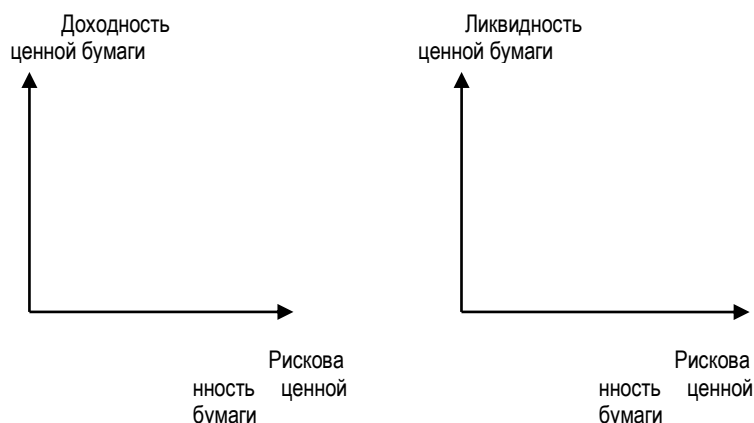 Доходность
ценной бумаги
Ликвидность
ценной бумаги
Рискова
нность ценной
бумаги
Рискова
нность ценной
бумаги